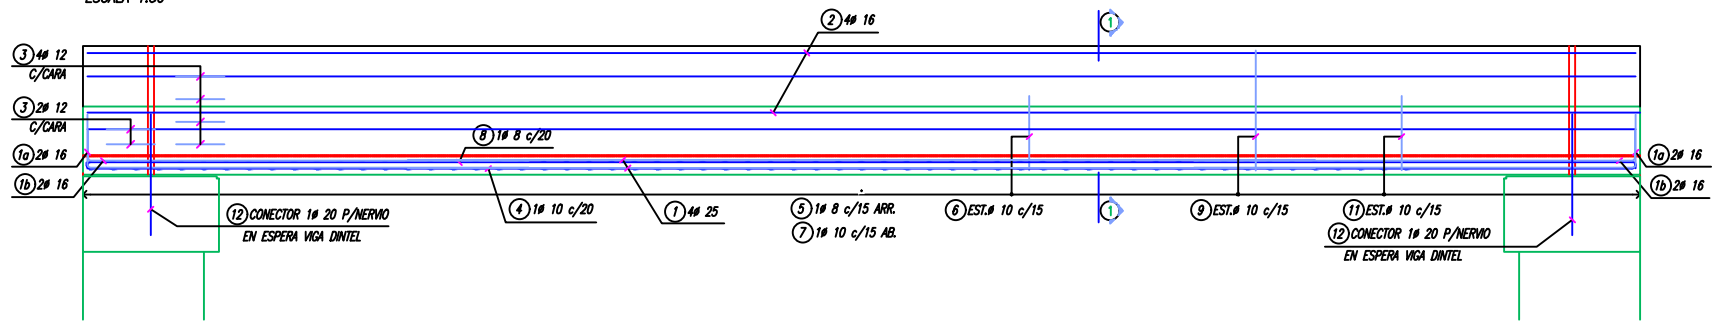 2 4Ø 16
1
3 4Ø 12
C/CARA
3 2Ø 12
C/CARA
8 1Ø 8 c/20
1a 2Ø 16
1a 2Ø 16
1b 2Ø 16
1b 2Ø 16
12 CONECTOR 1Ø 20 P/NERVIO
EN ESPERA VIGA DINTEL
4 1Ø 10 c/20
1 4Ø 25
5 1Ø 8 c/15 ARR.
7 1Ø 10 c/15 AB.
6 EST.Ø 10 c/15
1
9 EST.Ø 10 c/15
11 EST.Ø 10 c/15
12 CONECTOR 1Ø 20 P/NERVIO
EN ESPERA VIGA DINTEL